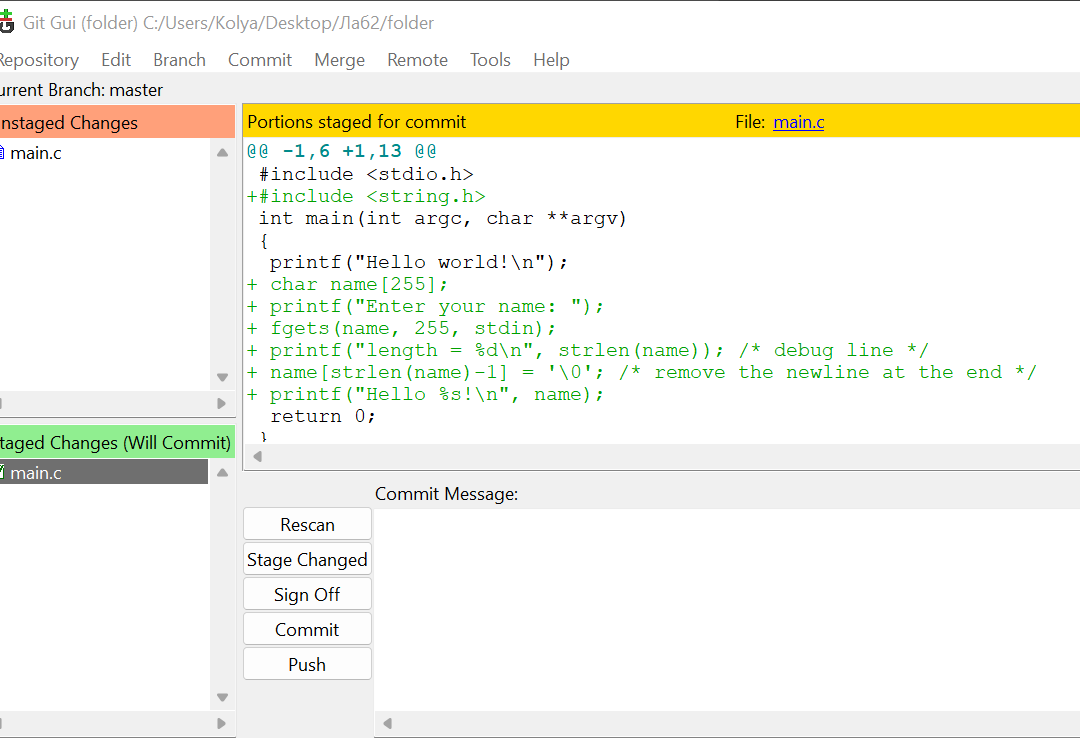 Git Gui (folder) C:/Users/Kolya/Desktop/Ла62/folder
Repository Edit Branch Commit Merge Remote Tools Help
urrent Branch: master
nstaged Changes
main.c
Portions staged for commit File: main.c
@@ -1,6 +1,13 @@
#include <stdio.h>
+#include <string.h>
int main(int argc, char **argv)
{
printf("Hello world!\n");
+ char name[255];
+ printf("Enter your name: ");
+ fgets(name, 255, stdin);
+ printf("length = %d\n", strlen(name)); /* debug line */
+ name[strlen(name)-1] = '\0'; /* remove the newline at the end */
+ printf("Hello %s!\n", name);
return 0;
}
taged Changes (Will Commit)
main.c
Commit Message:
Rescan
Stage Changed
Sign Off
Commit
Push